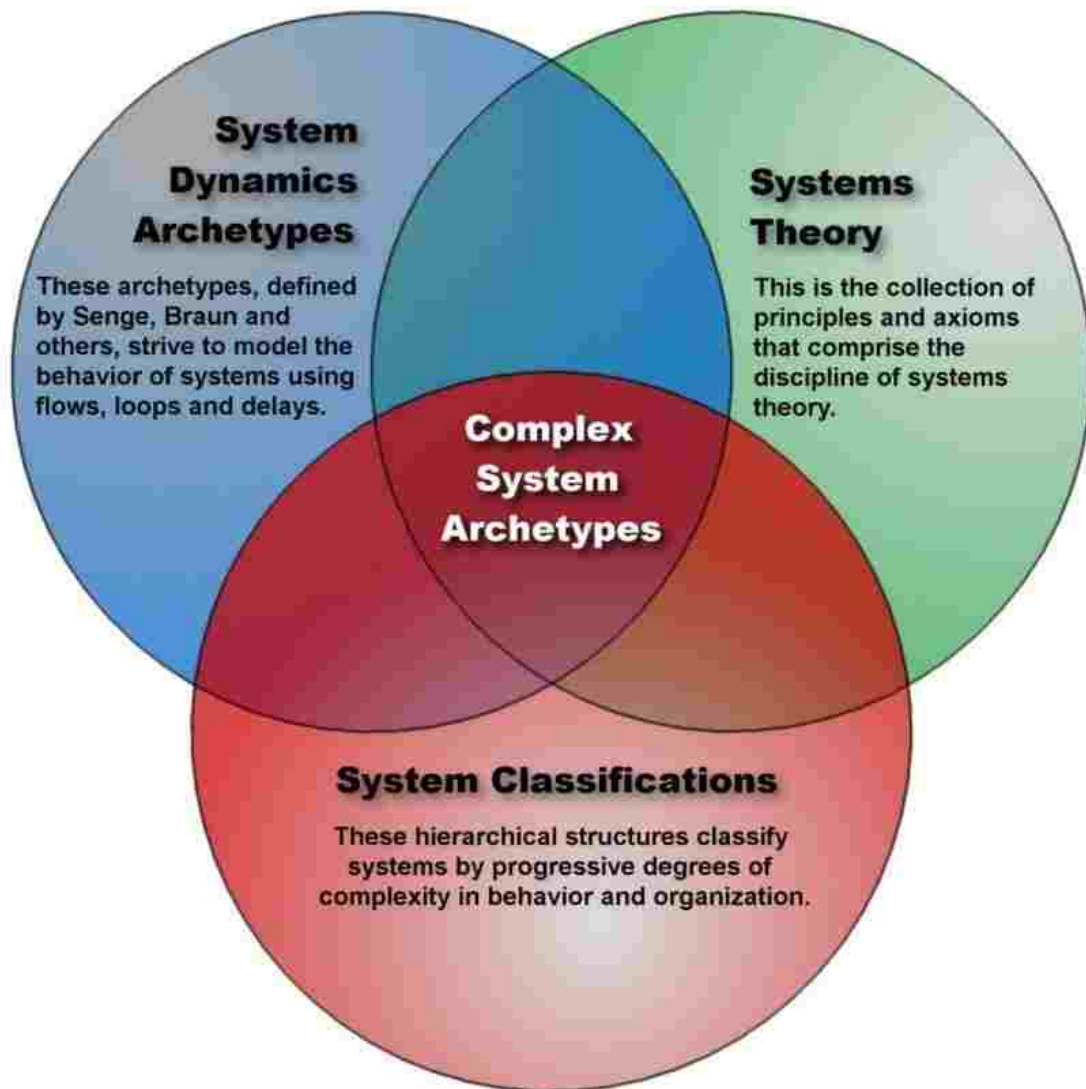 System
Dynamics
Archetypes
These archetypes, defined
by Senge, Braun and
others, strive to model the
behavior of systems using
flows, loops and delays.
Systems
Theory
This is the collection of
principles and axioms
that comprise the
discipline of systems
theory.
Complex
System
Archetypes
System Classifications
These hierarchical structures classify
systems by progressive degrees of
complexity in behavior and organization.